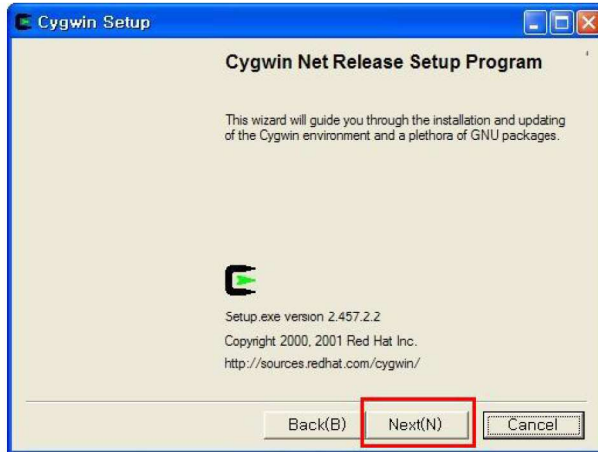 Cygwin Setup
Cygwin Net Release Setup Program
This wizard will guide you through the installation and updating
of the Cygwin environment and a plethora of GNU packages.
Setup.exe version 2.457.2.2
Copyright 2000, 2001 Red Hat Inc.
http://sources.redhat.com/cygwin/
Back(B) Next(N) Cancel